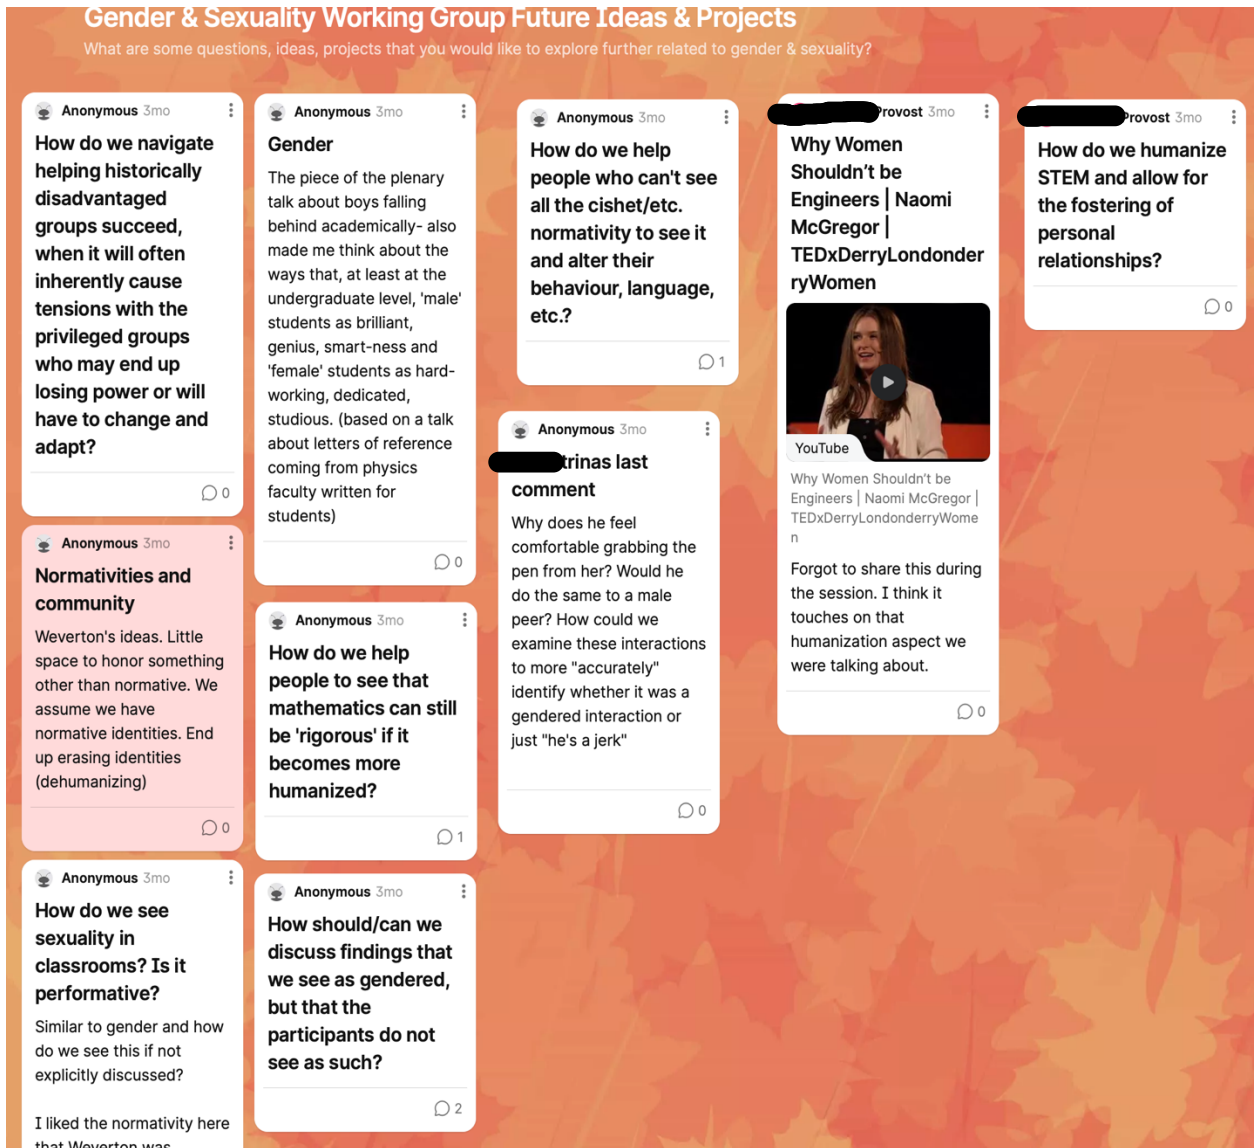 Gender & Sexuality Working Group Future Ideas & Projects
What are some questions, ideas, projects that you would like to explore further related to gender & sexuality?
Anonymous 3mo
How do we navigate
helping historically
disadvantaged
groups succeed,
when it will often
inherently cause
tensions with the
privileged groups
who may end up
losing power or will
have to change and
adapt?
0
Anonymous 3mo
Normativities and
community
Weverton's ideas. Little
space to honor something
other than normative. We
assume we have
normative identities. End
up erasing identities
(dehumanizing)
0
Anonymous 3mo
How do we see
sexuality in
classrooms? Is it
performative?
Similar to gender and how
do we see this if not
explicitly discussed?
I liked the normativity here
that Weverton was
Anonymous 3mo
Gender
The piece of the plenary
talk about boys falling
behind academically- also
made me think about the
ways that, at least at the
undergraduate level, 'male'
students as brilliant,
genius, smart-ness and
'female' students as hard-
working, dedicated,
studious. (based on a talk
about letters of reference
coming from physics
faculty written for
students)
0
Anonymous 3mo
How do we help
people to see that
mathematics can still
be 'rigorous' if it
becomes more
humanized?
1
Anonymous 3mo
How should/can we
discuss findings that
we see as gendered,
but that the
participants do not
see as such?
2
Anonymous 3mo
How do we help
people who can't see
all the cishet/etc.
normativity to see it
and alter their
behaviour, language,
etc.?
1
Anonymous 3mo
trinas last
comment
Why does he feel
comfortable grabbing the
pen from her? Would he
do the same to a male
peer? How could we
examine these interactions
to more "accurately"
identify whether it was a
gendered interaction or
just "he's a jerk"
0
Provost 3mo
Why Women
Shouldn't be
Engineers | Naomi
McGregor |
TEDxDerryLondonder
ryWomen
YouTube
Why Women Shouldn't be
Engineers | Naomi McGregor |
TEDxDerryLondonderryWome
n
Forgot to share this during
the session. I think it
touches on that
humanization aspect we
were talking about.
0
Provost 3mo
How do we humanize
STEM and allow for
the fostering of
personal
relationships?
0